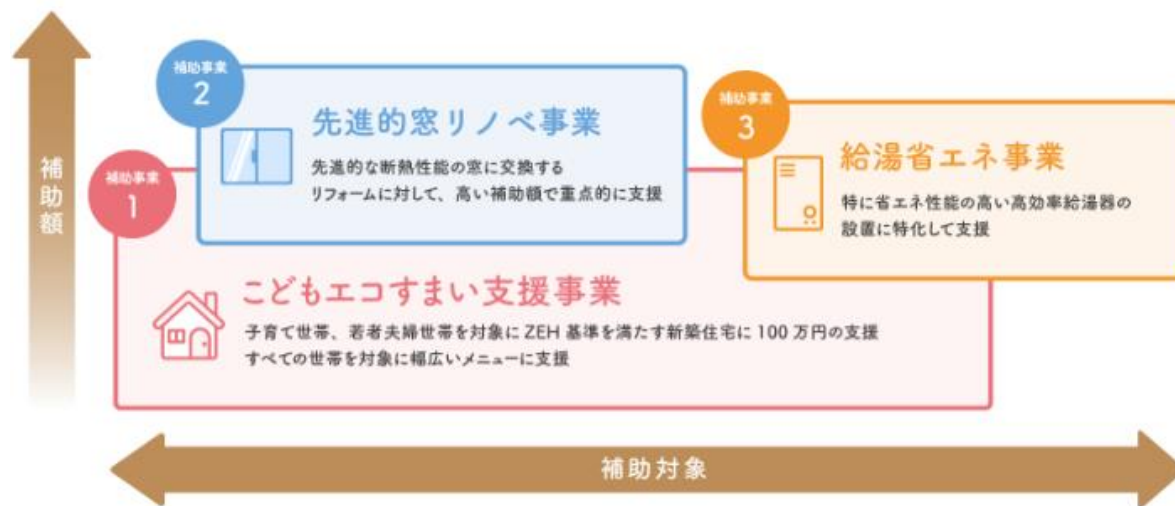 補助額
補助事業
2
先進的窓リノベ事業
先進的な断熱性能の窓に交換する
リフォームに対して、高い補助額で重点的に支援
補助事業
3
給湯省エネ事業
特に省エネ性能の高い高効率給湯器の
設置に特化して支援
補助事業
1
こどもエコすまい支援事業
子育て世帯、若者夫婦世帯を対象にZEH基準を満たす新築住宅に100万円の支援
すべての世帯を対象に幅広いメニューに支援
補助対象